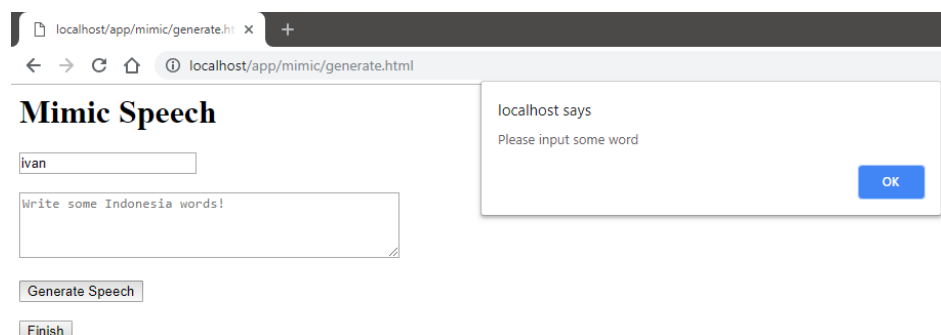 localhost/app/mimic/generate.ht
localhost/app/mimic/generate.html
Mimic Speech
localhost says
Please input some word
OK
ivan
Write some Indonesia words!
Generate Speech
Finish